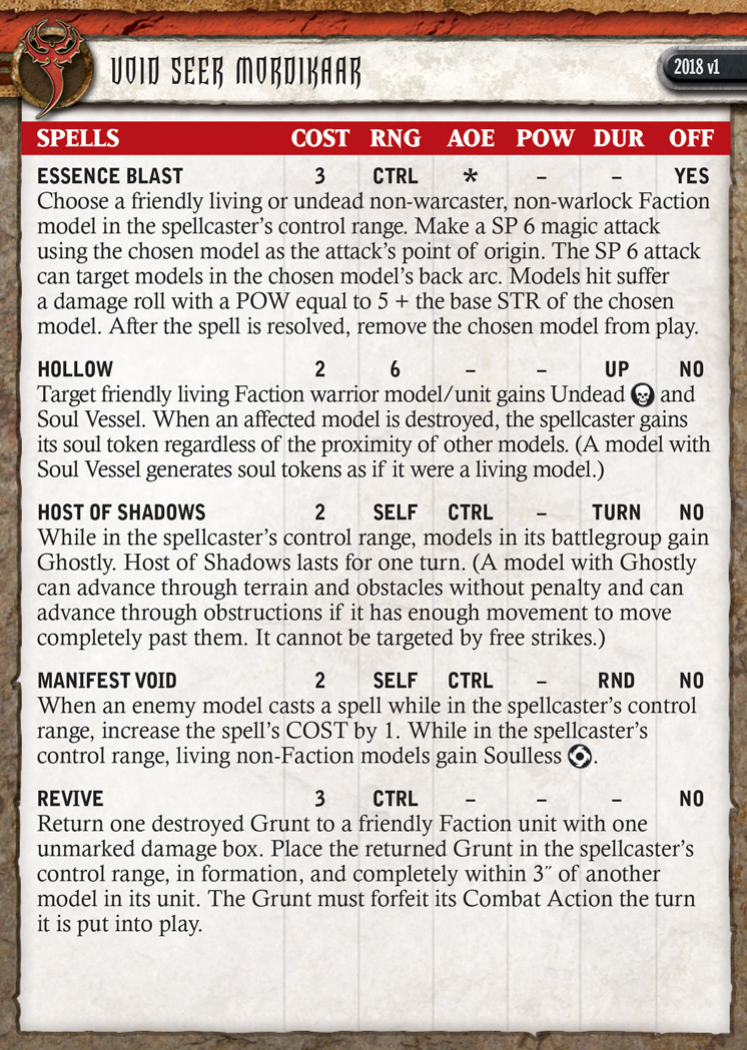 VOID SEER MORDIKAAR
2018 v1
SPELLS COST RNG AOE POW DUR OFF
ESSENCE BLAST 3 CTRL * – – YES
Choose a friendly living or undead non-warcaster, non-warlock Faction
model in the spellcaster's control range. Make a SP 6 magic attack
using the chosen model as the attack's point of origin. The SP 6 attack
can target models in the chosen model's back arc. Models hit suffer
a damage roll with a POW equal to 5 + the base STR of the chosen
model. After the spell is resolved, remove the chosen model from play.
HOLLOW 2 6 – – UP NO
Target friendly living Faction warrior model/unit gains Undead and
Soul Vessel. When an affected model is destroyed, the spellcaster gains
its soul token regardless of the proximity of other models. (A model with
Soul Vessel generates soul tokens as if it were a living model.)
HOST OF SHADOWS 2 SELF CTRL – TURN NO
While in the spellcaster's control range, models in its battlegroup gain
Ghostly. Host of Shadows lasts for one turn. (A model with Ghostly
can advance through terrain and obstacles without penalty and can
advance through obstructions if it has enough movement to move
completely past them. It cannot be targeted by free strikes.)
MANIFEST VOID 2 SELF CTRL – RND NO
When an enemy model casts a spell while in the spellcaster's control
range, increase the spell's COST by 1. While in the spellcaster's
control range, living non-Faction models gain Soulless .
REVIVE 3 CTRL – – – NO
Return one destroyed Grunt to a friendly Faction unit with one
unmarked damage box. Place the returned Grunt in the spellcaster's
control range, in formation, and completely within 3″ of another
model in its unit. The Grunt must forfeit its Combat Action the turn
it is put into play.